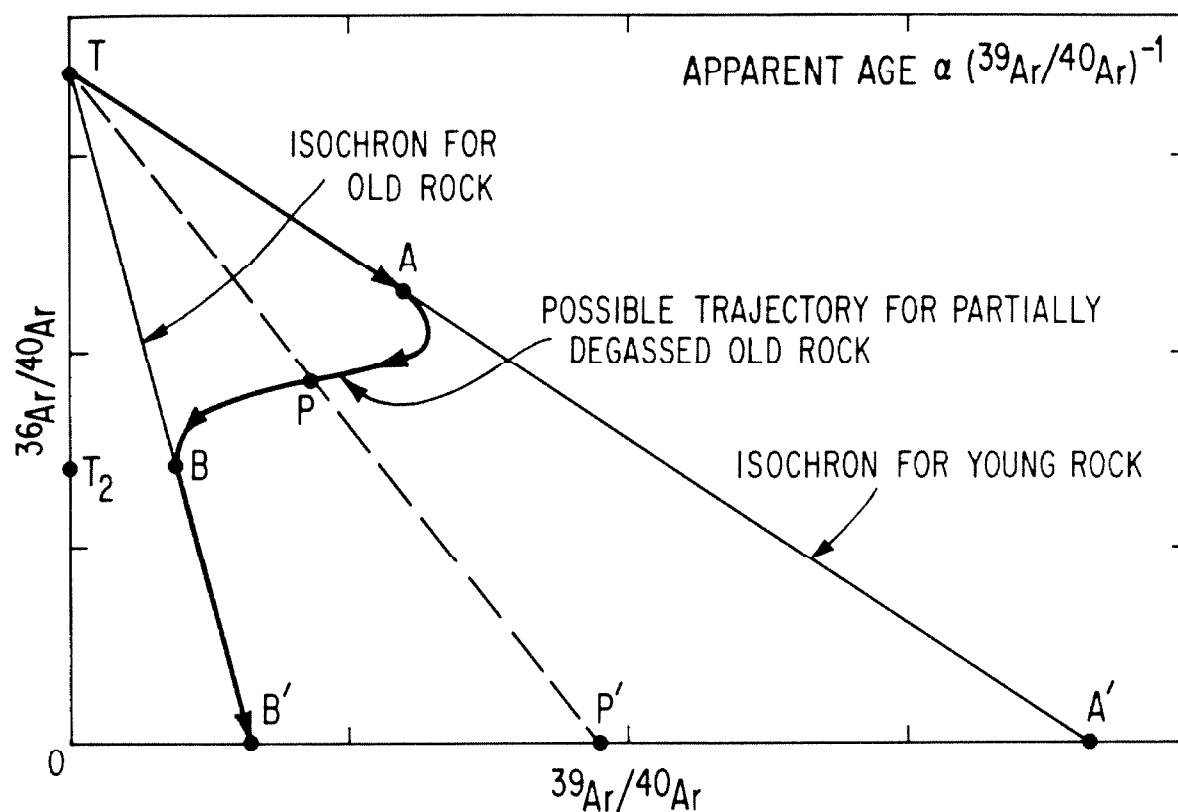 T
APPARENT AGE α (³⁹Ar/⁴⁰Ar)⁻¹
ISOCHRON FOR
OLD ROCK
A
POSSIBLE TRAJECTORY FOR PARTIALLY
DEGASSED OLD ROCK
³⁶Ar/⁴⁰Ar
P
B
T₂
ISOCHRON FOR YOUNG ROCK
B′
P′
A′
0
³⁹Ar/⁴⁰Ar